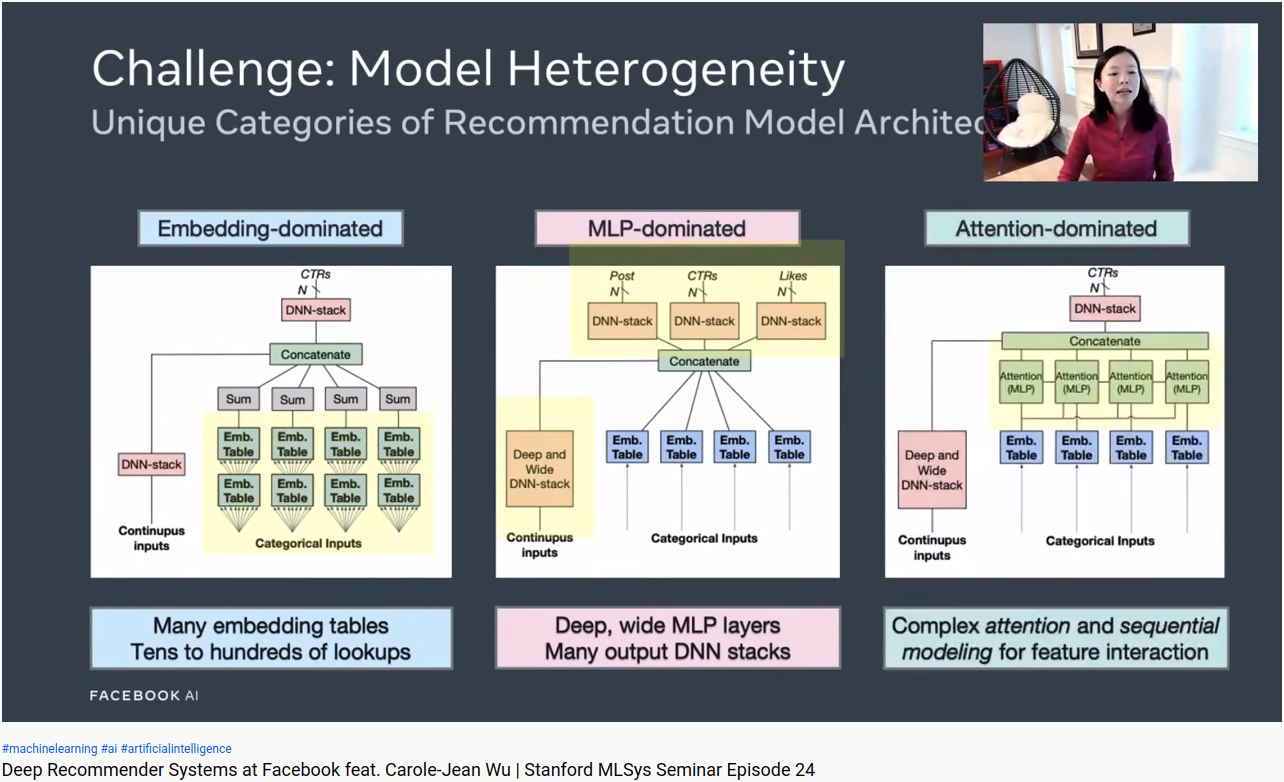 Challenge: Model Heterogeneity
Unique Categories of Recommendation Model Architec
Embedding-dominated
CTRs
N
DNN-stack
Concatenate
Sum Sum Sum Sum
Emb. Table Emb. Table Emb. Table Emb. Table
DNN-stack
Emb. Table Emb. Table Emb. Table Emb. Table
Continupus
inputs
Categorical Inputs
Many embedding tables
Tens to hundreds of lookups
MLP-dominated
Post CTRs Likes
N N N
DNN-stack DNN-stack DNN-stack
Concatenate
Deep and
Wide
DNN-stack
Emb. Table Emb. Table Emb. Table Emb. Table
Continupus
inputs
Categorical Inputs
Deep, wide MLP layers
Many output DNN stacks
Attention-dominated
CTRs
N
DNN-stack
Concatenate
Attention (MLP) Attention (MLP) Attention (MLP) Attention (MLP)
Deep and
Wide
DNN-stack
Emb. Table Emb. Table Emb. Table Emb. Table
Continupus
inputs
Categorical Inputs
Complex attention and sequential
modeling for feature interaction
FACEBOOK AI
#machinelearning #ai #artificialintelligence
Deep Recommender Systems at Facebook feat. Carole-Jean Wu | Stanford MLSys Seminar Episode 24